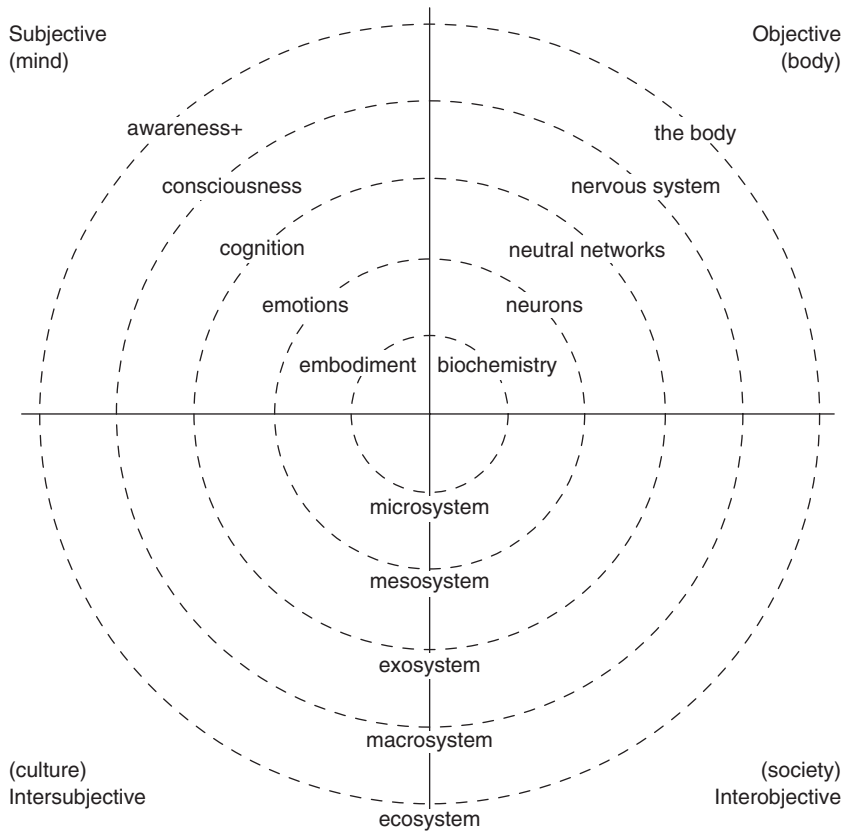 Subjective
(mind)
Objective
(body)
awareness+
the body
consciousness
nervous system
cognition
neutral networks
emotions
neurons
embodiment
biochemistry
microsystem
mesosystem
exosystem
macrosystem
(culture)
Intersubjective
(society)
Interobjective
ecosystem